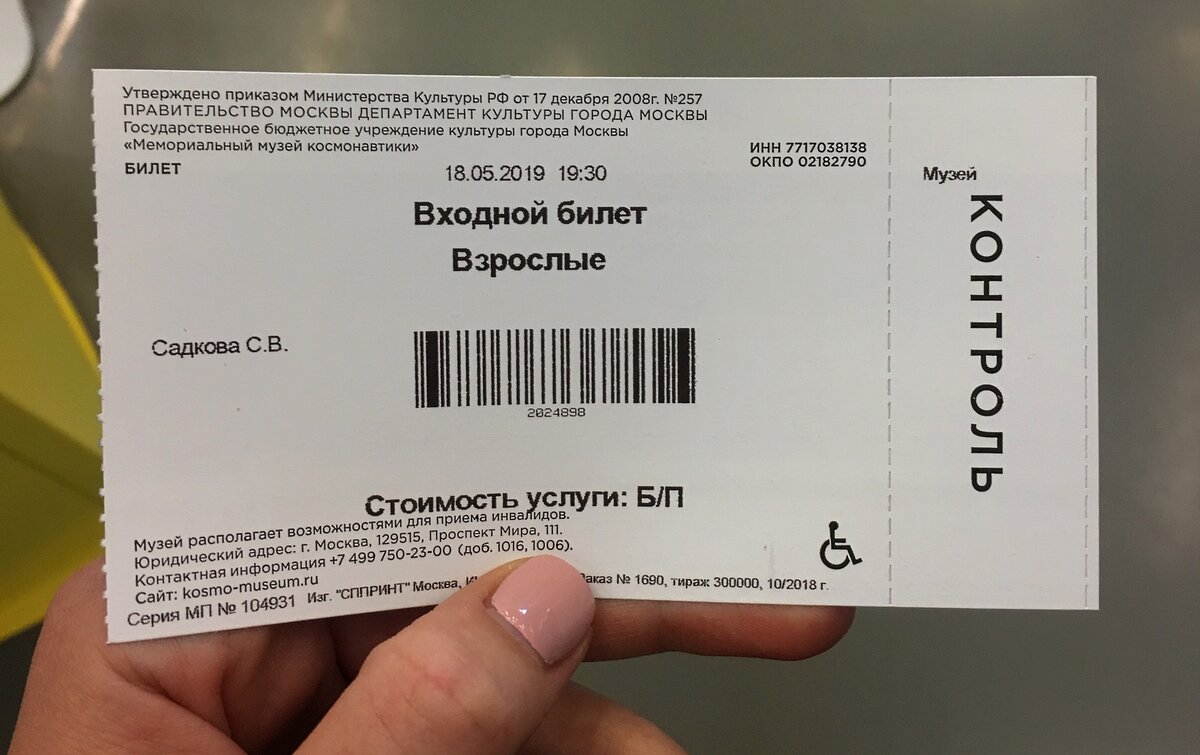 Утверждено приказом Министерства Культуры РФ от 17 декабря 2008г. №257
ПРАВИТЕЛЬСТВО МОСКВЫ ДЕПАРТАМЕНТ КУЛЬТУРЫ ГОРОДА МОСКВЫ
Государственное бюджетное учреждение культуры города Москвы
«Мемориальный музей космонавтики»
ИНН 7717038138
ОКПО 02182790
БИЛЕТ
18.05.2019 19:30
Входной билет
Взрослые
Садкова С.В.
2024898
Стоимость услуги: Б/П
Музей располагает возможностями для приема инвалидов.
Юридический адрес: г. Москва, 129515, Проспект Мира, 111.
Контактная информация +7 499 750-23-00 (доб. 1016, 1006).
Сайт: kosmo-museum.ru
Серия МП № 104931 Изг. "СППРИНТ" Москва, № 1690, тираж 300000, 10/2018 г.
Музей
КОНТРОЛЬ